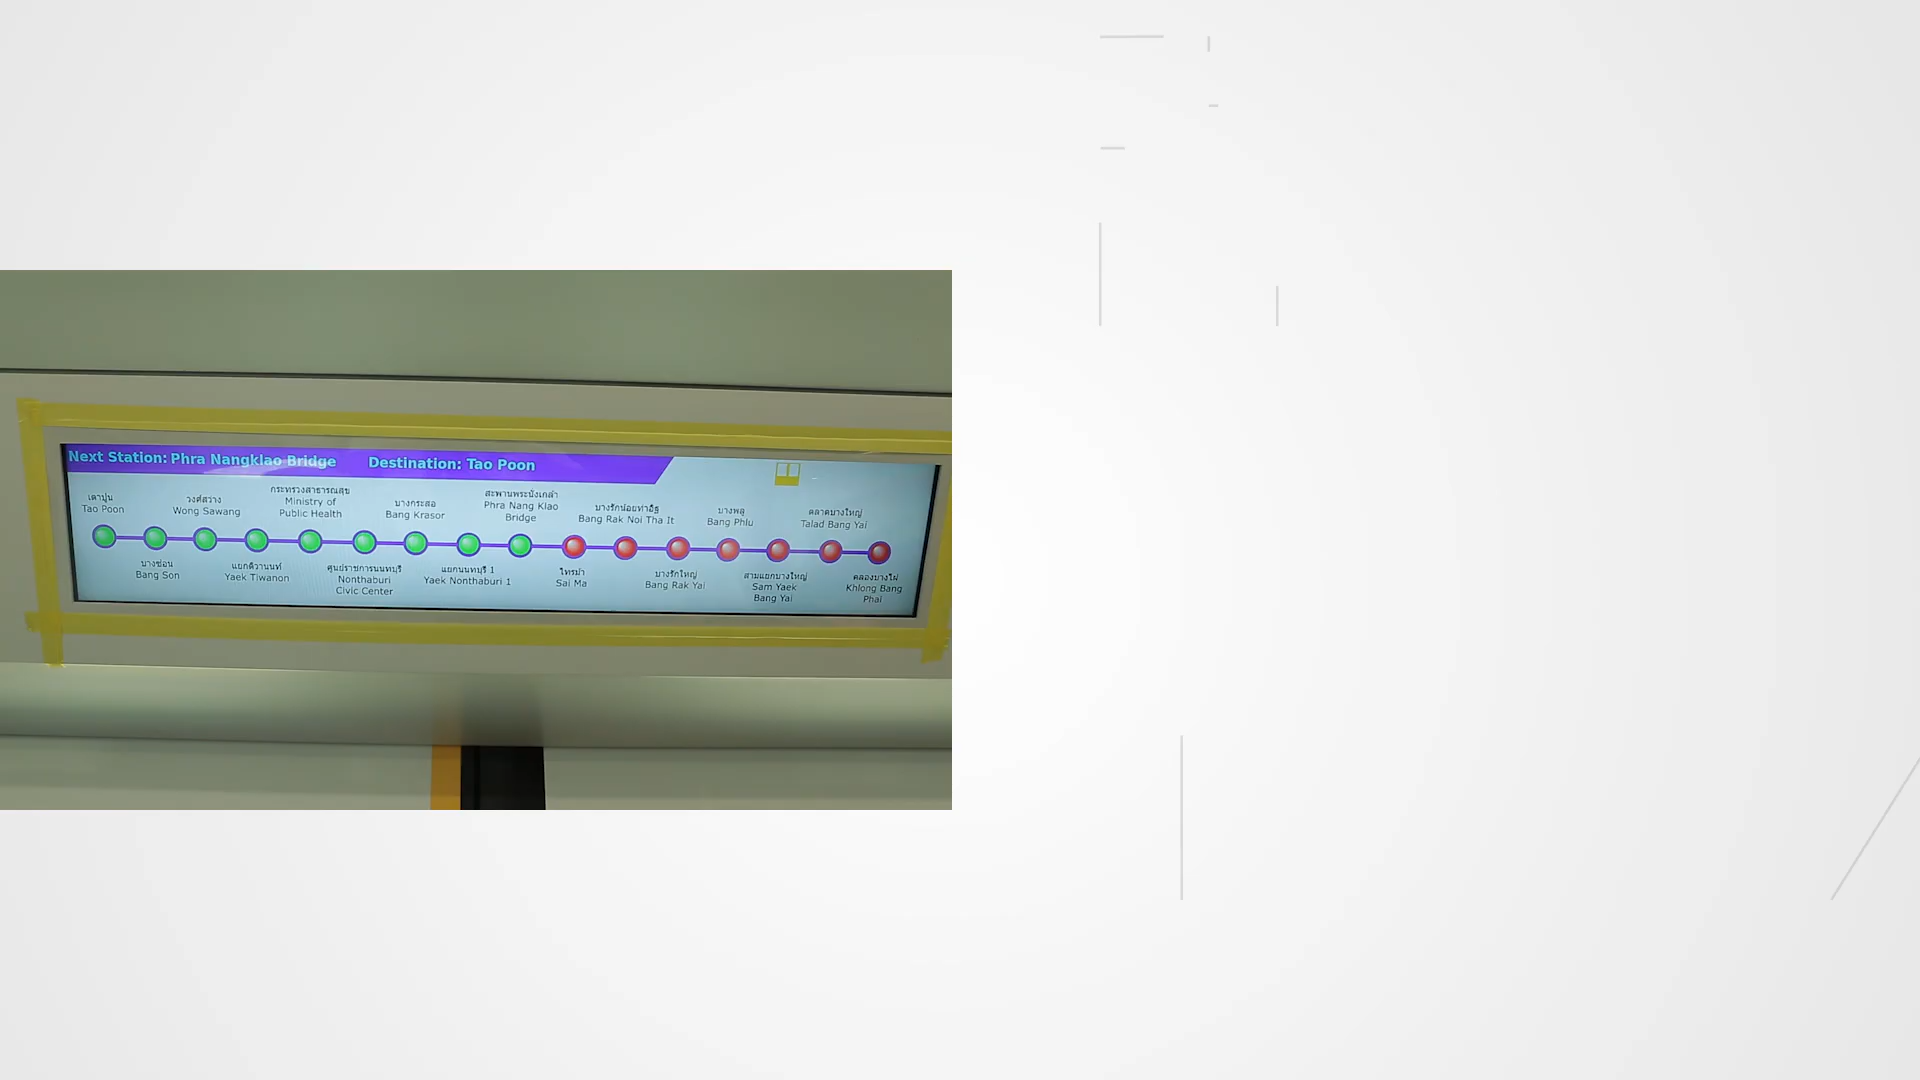 Next Station: Phra Nangklao Bridge Destination: Tao Poon
เตาปูน
Tao Poon
วงศ์สว่าง
Wong Sawang
กระทรวงสาธารณสุข
Ministry of
Public Health
บางกระสอ
Bang Krasor
สะพานพระนั่งเกล้า
Phra Nang Klao
Bridge
บางรักน้อยท่าอิฐ
Bang Rak Noi Tha It
บางพลู
Bang Phlu
ตลาดบางใหญ่
Talad Bang Yai
บางซ่อน
Bang Son
แยกติวานนท์
Yaek Tiwanon
ศูนย์ราชการนนทบุรี
Nonthaburi
Civic Center
แยกนนทบุรี 1
Yaek Nonthaburi 1
ไทรม้า
Sai Ma
บางรักใหญ่
Bang Rak Yai
สามแยกบางใหญ่
Sam Yaek
Bang Yai
คลองบางไผ่
Khlong Bang
Phai